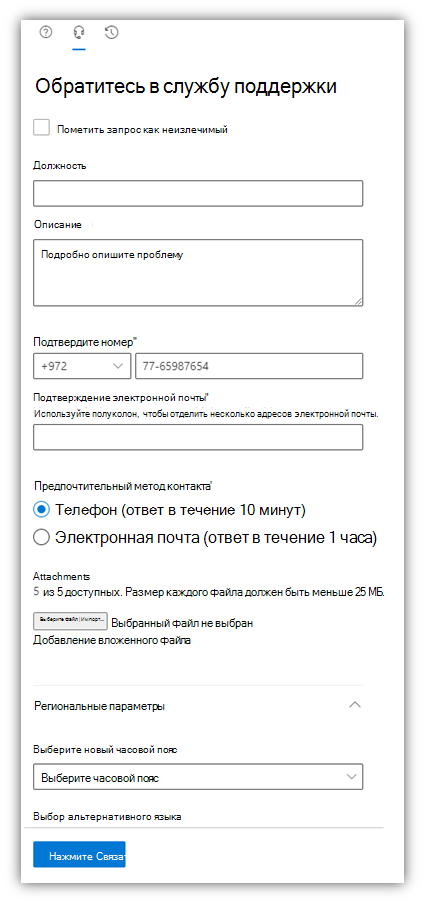 Обратитесь в службу поддержки
Пометить запрос как неизлечимый
Должность
Описание
Подробно опишите проблему
Подтвердите номер*
+972 77-65987654
Подтверждение электронной почты*
Используйте полуколон, чтобы отделить несколько адресов электронной почты.
Предпочтительный метод контакта*
Телефон (ответ в течение 10 минут)
Электронная почта (ответ в течение 1 часа)
Attachments
5 из 5 доступных. Размер каждого файла должен быть меньше 25 МБ.
Выберите файл | Импорт... Выбранный файл не выбран
Добавление вложенного файла
Региональные параметры
Выберите новый часовой пояс
Выберите часовой пояс
Выбор альтернативного языка
Нажмите Связат